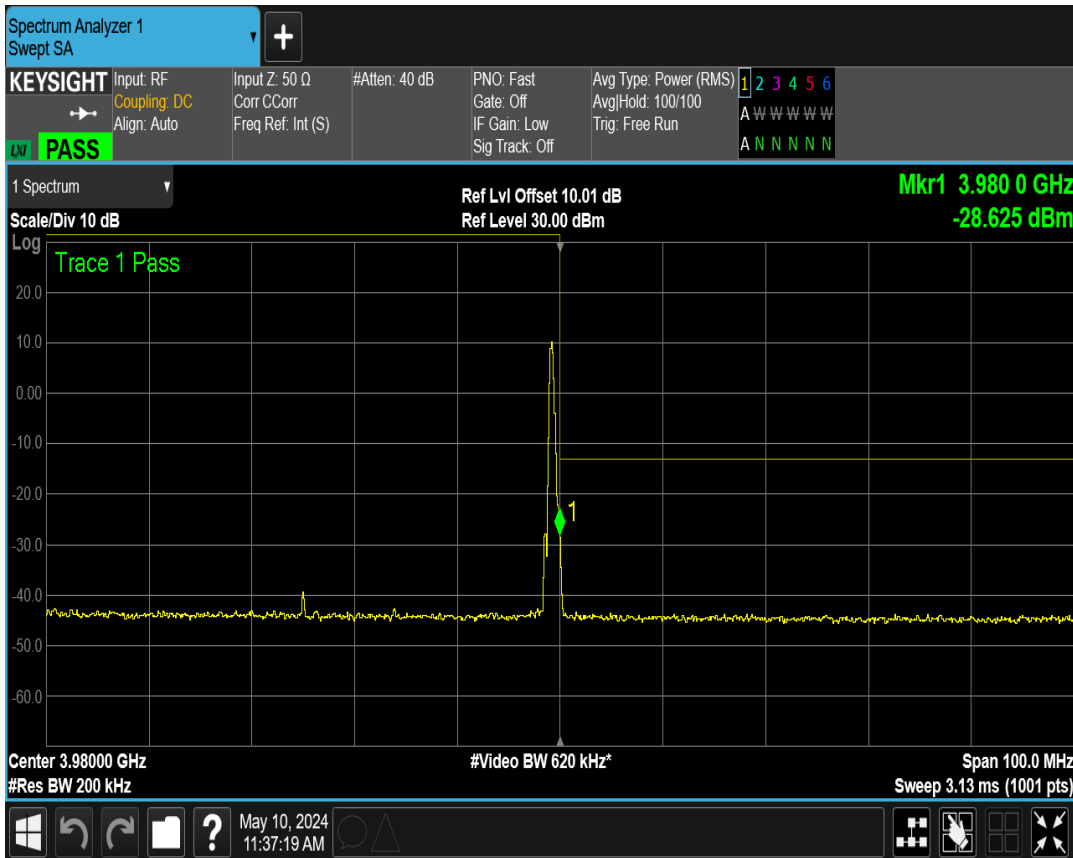 Spectrum Analyzer 1
Swept SA
+
KEYSIGHT
LXI PASS
Input: RF
Coupling: DC
Align: Auto
Input Z: 50 Ω
Corr CCorr
Freq Ref: Int (S)
#Atten: 40 dB
PNO: Fast
Gate: Off
IF Gain: Low
Sig Track: Off
Avg Type: Power (RMS)
Avg|Hold: 100/100
Trig: Free Run
1 2 3 4 5 6
A W W W W W
A N N N N N
1 Spectrum
Scale/Div 10 dB
Ref Lvl Offset 10.01 dB
Ref Level 30.00 dBm
Mkr1 3.980 0 GHz
-28.625 dBm
Log
Trace 1 Pass
20.0
10.0
0.00
-10.0
-20.0
1
-30.0
-40.0
-50.0
-60.0
Center 3.98000 GHz
#Res BW 200 kHz
#Video BW 620 kHz*
Span 100.0 MHz
Sweep 3.13 ms (1001 pts)
?
May 10, 2024
11:37:19 AM